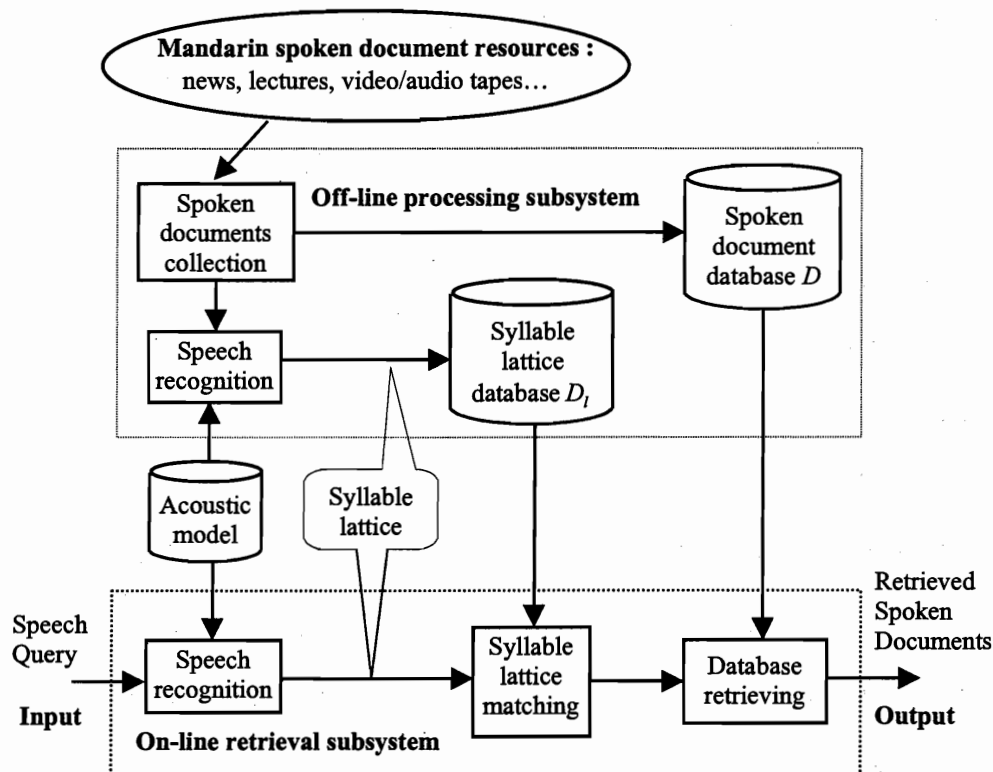 Mandarin spoken document resources :
news, lectures, video/audio tapes…
Off-line processing subsystem
Spoken
documents
collection
Spoken
document
database D
Speech
recognition
Syllable
lattice
database Dₗ
Acoustic
model
Syllable
lattice
Speech
Query
Input
Speech
recognition
Syllable
lattice
matching
Database
retrieving
Retrieved
Spoken
Documents
Output
On-line retrieval subsystem